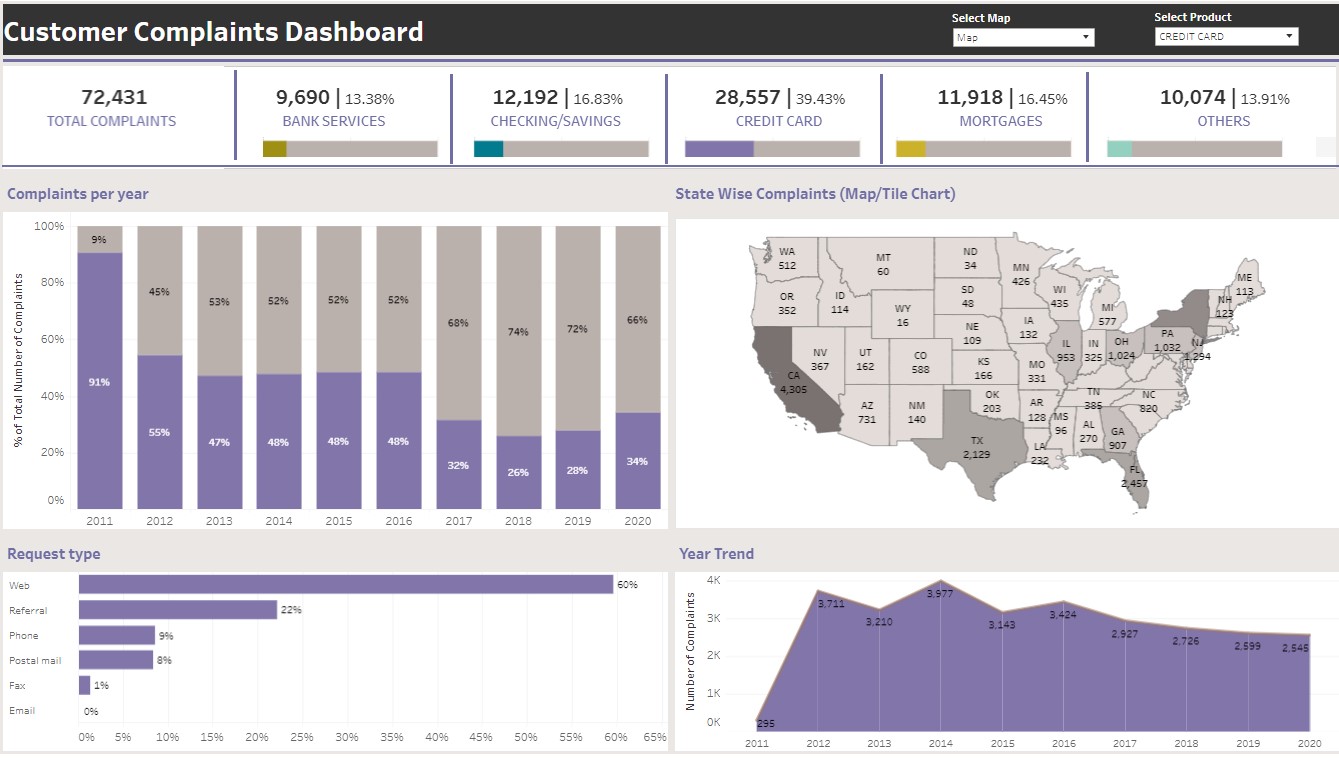 Customer Complaints Dashboard
Select Map
Map
Select Product
CREDIT CARD
72,431
TOTAL COMPLAINTS
9,690 | 13.38%
BANK SERVICES
12,192 | 16.83%
CHECKING/SAVINGS
28,557 | 39.43%
CREDIT CARD
11,918 | 16.45%
MORTGAGES
10,074 | 13.91%
OTHERS
Complaints per year
% of Total Number of Complaints
100%
80%
60%
40%
20%
0%
9%
45%
53%
52%
52%
52%
68%
74%
72%
66%
91%
55%
47%
48%
48%
48%
32%
26%
28%
34%
2011
2012
2013
2014
2015
2016
2017
2018
2019
2020
State Wise Complaints (Map/Tile Chart)
WA
512
MT
60
ND
34
MN
426
ME
113
OR
352
ID
114
WY
16
SD
48
WI
435
MI
577
NH
123
NE
109
IA
132
IL
953
IN
325
OH
1,024
PA
1,032
NJ
1,294
NV
367
UT
162
CO
588
KS
166
MO
331
CA
4,305
AZ
731
NM
140
OK
203
AR
128
TN
385
NC
820
MS
96
AL
270
GA
907
TX
2,129
LA
232
FL
2,457
Request type
Web
60%
Referral
22%
Phone
9%
Postal mail
8%
Fax
1%
Email
0%
0%
5%
10%
15%
20%
25%
30%
35%
40%
45%
50%
55%
60%
65%
Year Trend
Number of Complaints
4K
3K
2K
1K
0K
295
3,711
3,210
3,977
3,143
3,424
2,927
2,726
2,599
2,545
2011
2012
2013
2014
2015
2016
2017
2018
2019
2020